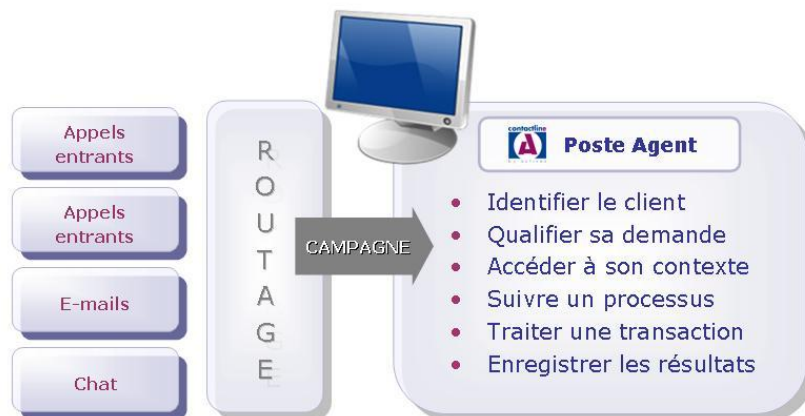 Appels
entrants
Appels
entrants
E-mails
Chat
ROUTAGE
CAMPAGNE
contactline
A
Poste Agent
• Identifier le client
• Qualifier sa demande
• Accéder à son contexte
• Suivre un processus
• Traiter une transaction
• Enregistrer les résultats